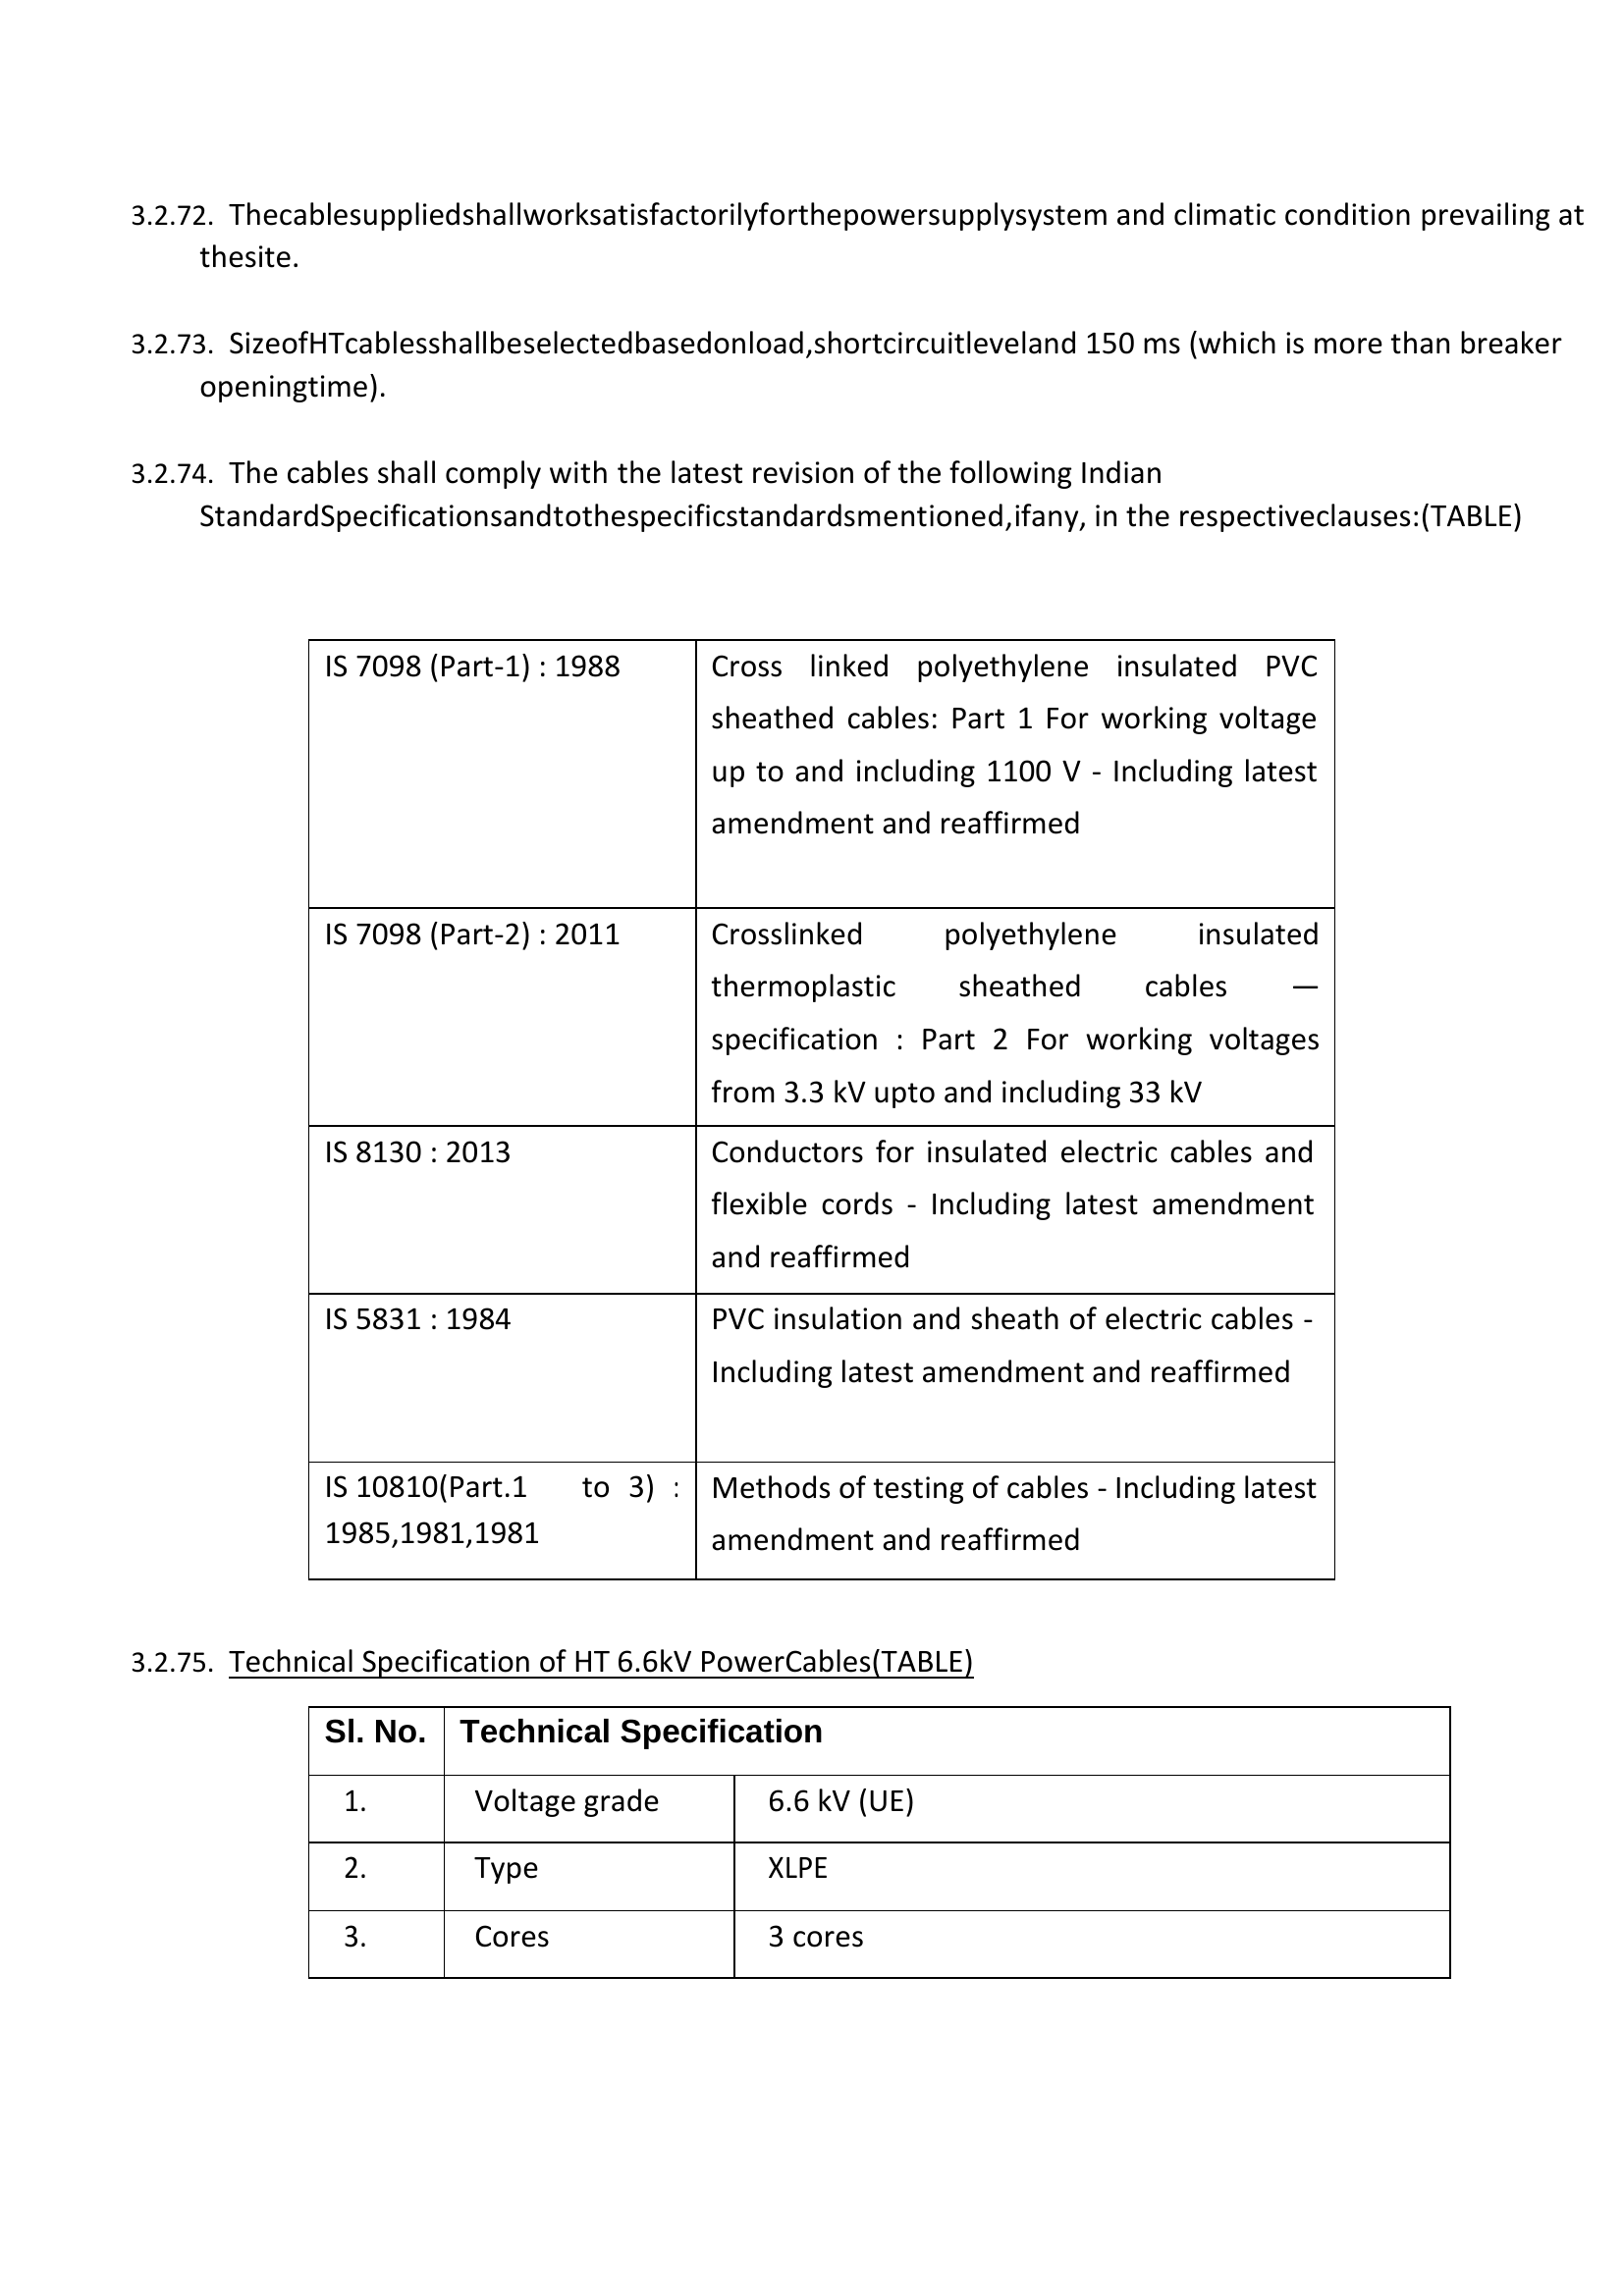 3.2.72. Thecablesuppliedshallworksatisfactorilyforthepowersupplysystem and climatic condition prevailing at
thesite.
3.2.73. SizeofHTcablesshallbeselectedbasedonload,shortcircuitleveland 150 ms (which is more than breaker
openingtime).
3.2.74. The cables shall comply with the latest revision of the following Indian
StandardSpecificationsandtothespecificstandardsmentioned,ifany, in the respectiveclauses:(TABLE)
IS 7098 (Part-1) : 1988
Cross linked polyethylene insulated PVC
sheathed cables: Part 1 For working voltage
up to and including 1100 V - Including latest
amendment and reaffirmed
IS 7098 (Part-2) : 2011
Crosslinked polyethylene insulated
thermoplastic sheathed cables —
specification : Part 2 For working voltages
from 3.3 kV upto and including 33 kV
IS 8130 : 2013
Conductors for insulated electric cables and
flexible cords - Including latest amendment
and reaffirmed
IS 5831 : 1984
PVC insulation and sheath of electric cables -
Including latest amendment and reaffirmed
IS 10810(Part.1 to 3) :
1985,1981,1981
Methods of testing of cables - Including latest
amendment and reaffirmed
3.2.75. Technical Specification of HT 6.6kV PowerCables(TABLE)
Sl. No. Technical Specification
1. Voltage grade 6.6 kV (UE)
2. Type XLPE
3. Cores 3 cores